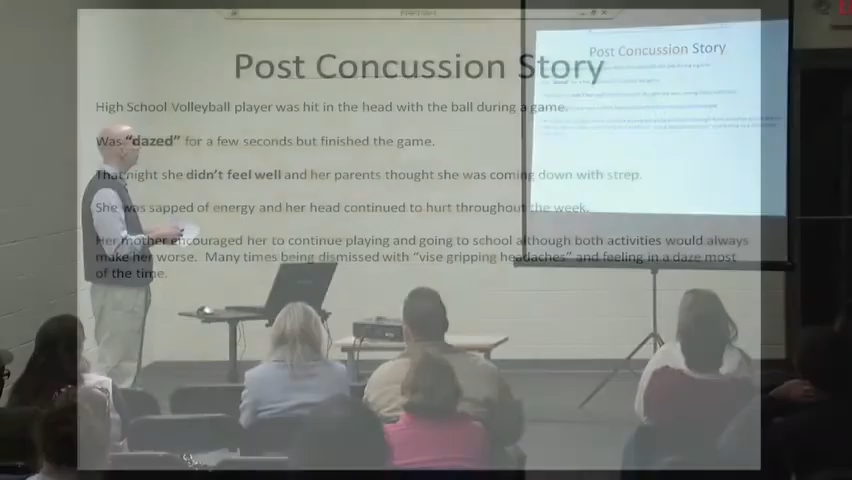 Post Concussion Story
Post Concussion Story
High School Volleyball player was hit in the head with the ball during a game.
Was “dazed” for a few seconds but finished the game.
That night she didn’t feel well and her parents thought she was coming down with strep.
She was sapped of energy and her head continued to hurt throughout the week.
Her mother encouraged her to continue playing and going to school although both activities would always
make her worse. Many times being dismissed with “vise gripping headaches” and feeling in a daze most
of the time.